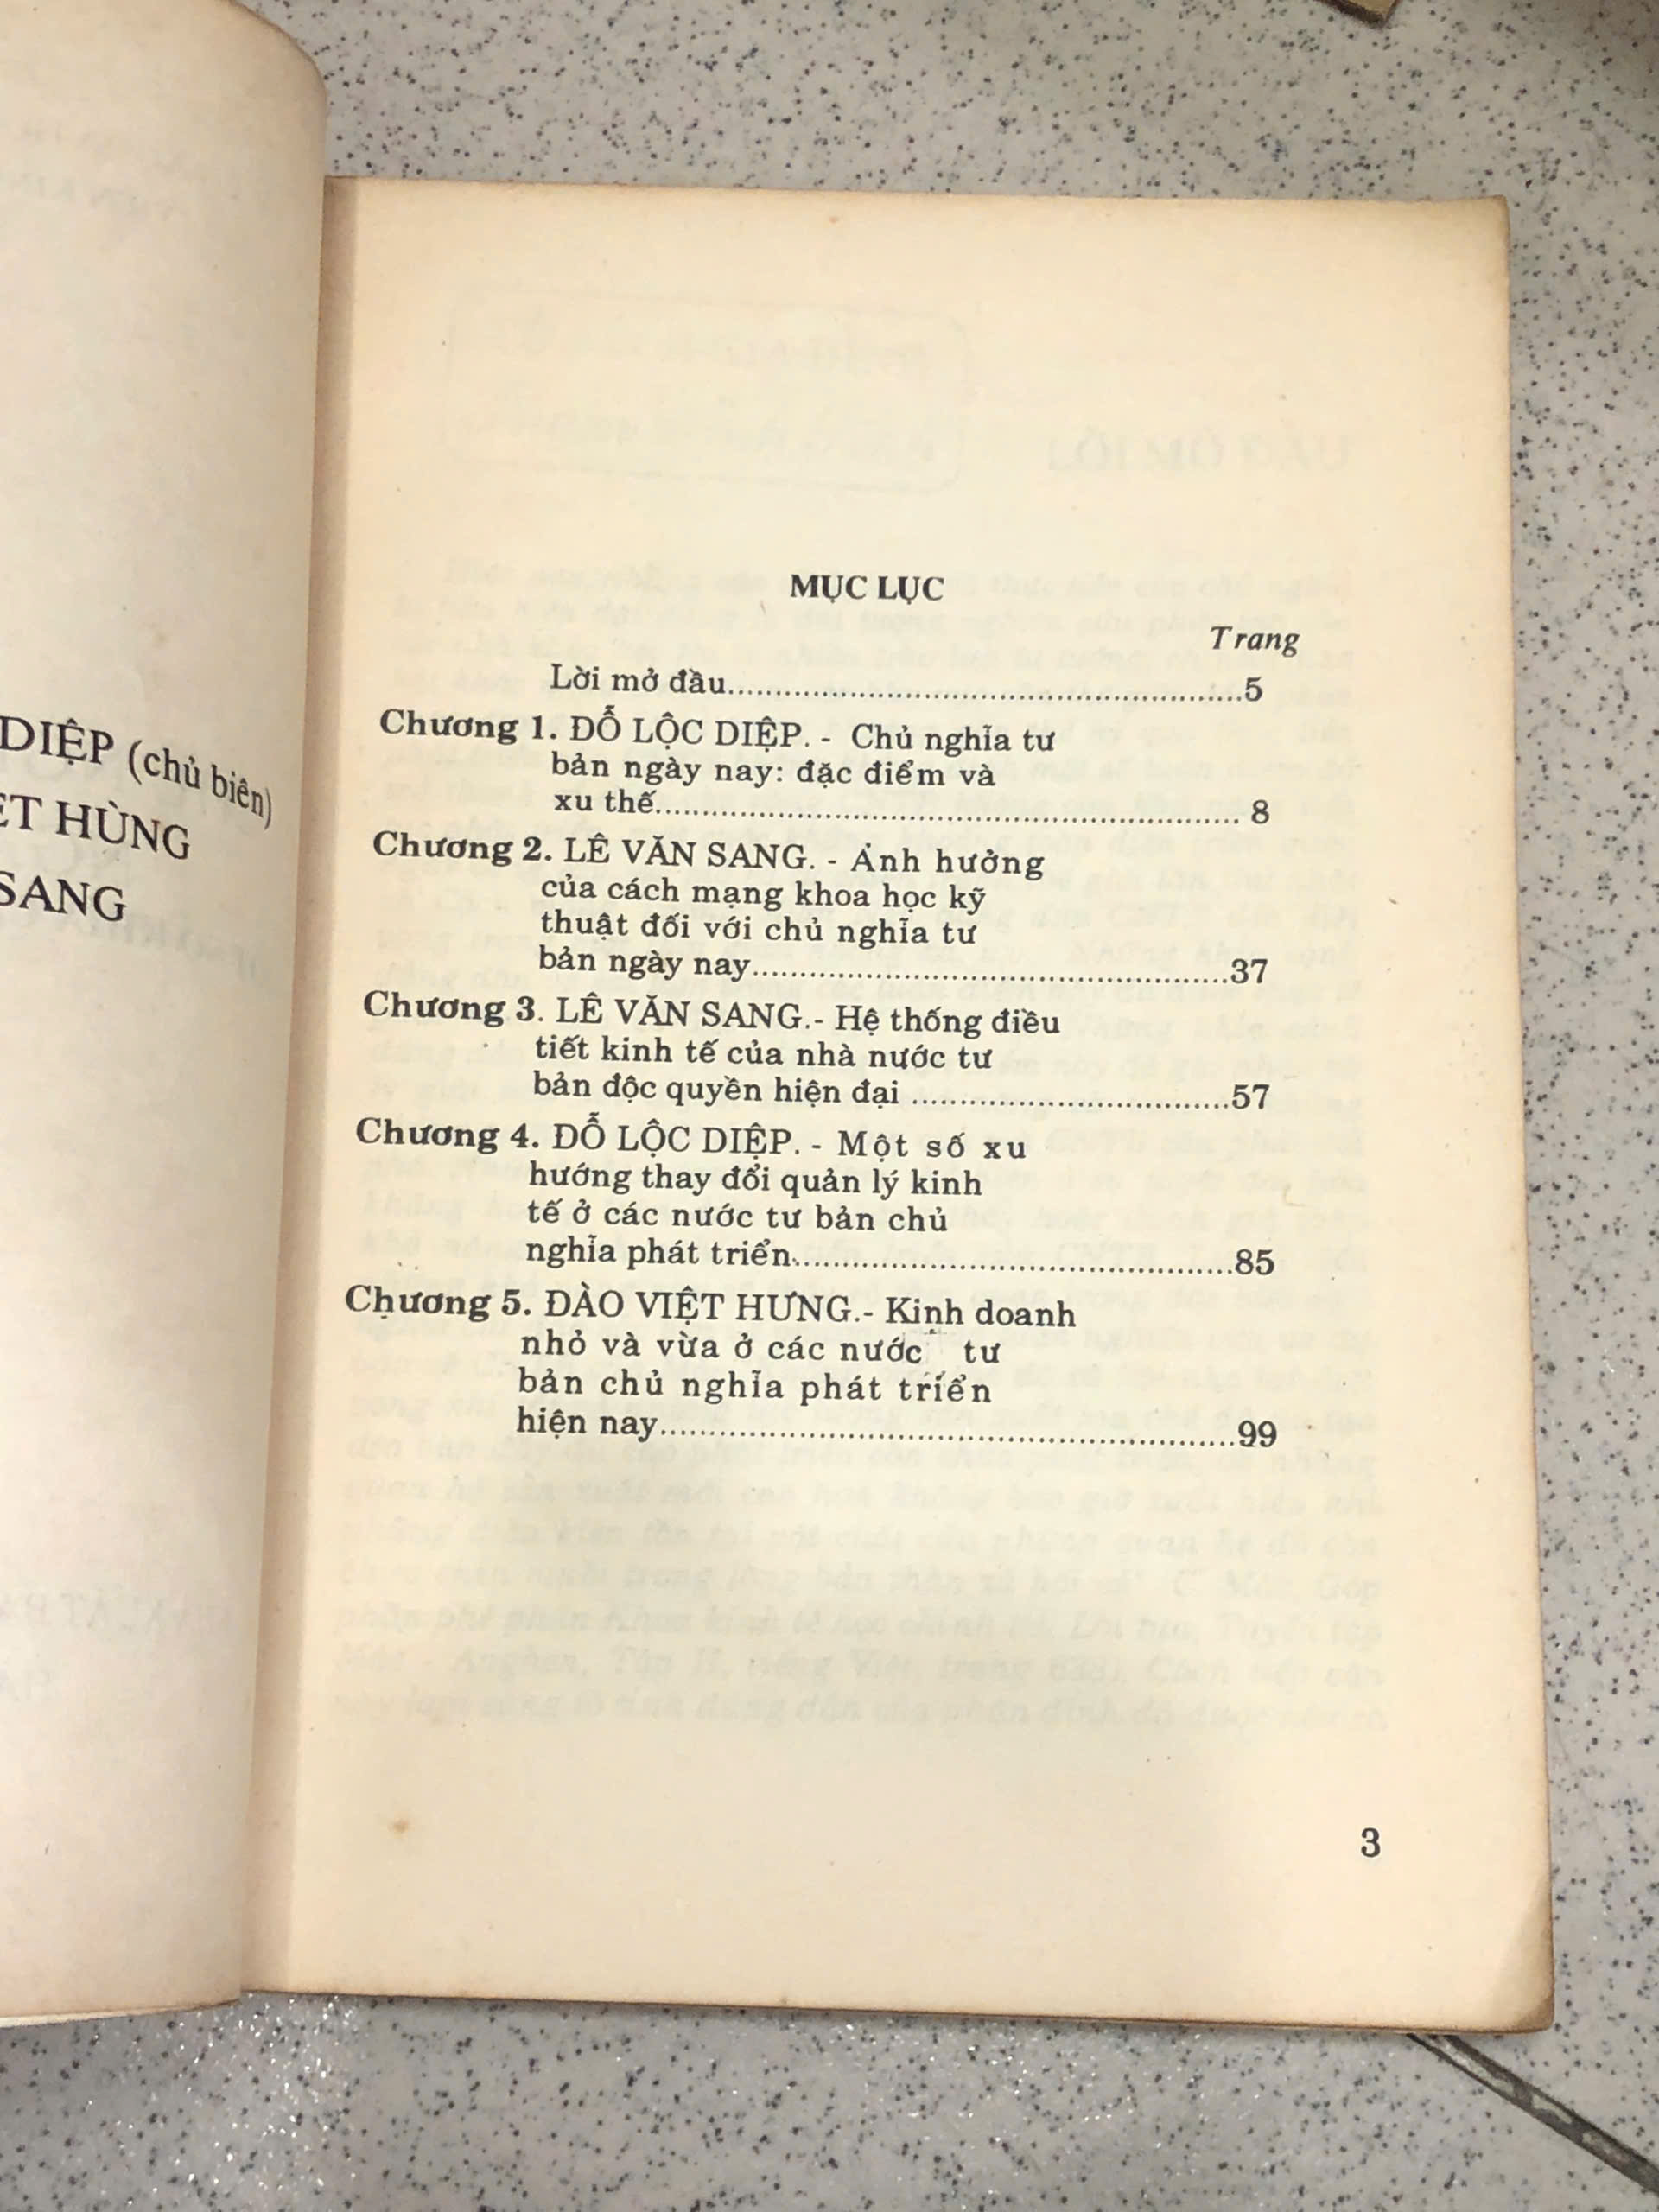 DIỆP (chủ biên)
HÙNG
SANG
MỤC LỤC
Trang
Lời mở đầu..........5
Chương 1. ĐỖ LỘC DIỆP. - Chủ nghĩa tư
bản ngày nay: đặc điểm và
xu thế.......... 8
Chương 2. LÊ VĂN SANG. - Ảnh hưởng
của cách mạng khoa học kỹ
thuật đối với chủ nghĩa tư
bản ngày nay..........37
Chương 3. LÊ VĂN SANG.- Hệ thống điều
tiết kinh tế của nhà nước tư
bản độc quyền hiện đại ..........57
Chương 4. ĐỖ LỘC DIỆP. - Một số xu
hướng thay đổi quản lý kinh
tế ở các nước tư bản chủ
nghĩa phát triển..........85
Chương 5. ĐÀO VIỆT HƯNG.- Kinh doanh
nhỏ và vừa ở các nước tư
bản chủ nghĩa phát triển
hiện nay..........99
3